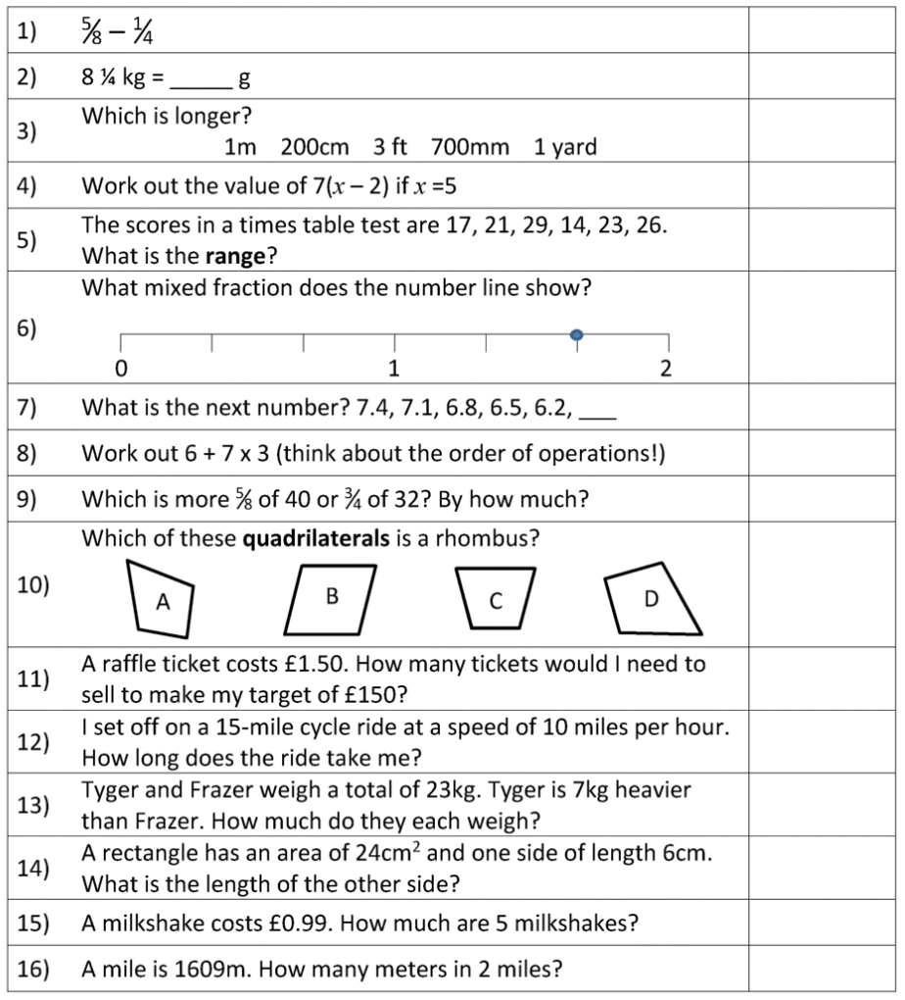 1) ⅝ – ¼
2) 8 ¼ kg = _____ g
3) Which is longer?
1m 200cm 3 ft 700mm 1 yard
4) Work out the value of 7(x – 2) if x =5
5) The scores in a times table test are 17, 21, 29, 14, 23, 26.
What is the range?
6) What mixed fraction does the number line show?
0 1 2
7) What is the next number? 7.4, 7.1, 6.8, 6.5, 6.2, ___
8) Work out 6 + 7 x 3 (think about the order of operations!)
9) Which is more ⅝ of 40 or ¾ of 32? By how much?
10) Which of these quadrilaterals is a rhombus?
A B C D
11) A raffle ticket costs £1.50. How many tickets would I need to
sell to make my target of £150?
12) I set off on a 15-mile cycle ride at a speed of 10 miles per hour.
How long does the ride take me?
13) Tyger and Frazer weigh a total of 23kg. Tyger is 7kg heavier
than Frazer. How much do they each weigh?
14) A rectangle has an area of 24cm² and one side of length 6cm.
What is the length of the other side?
15) A milkshake costs £0.99. How much are 5 milkshakes?
16) A mile is 1609m. How many meters in 2 miles?